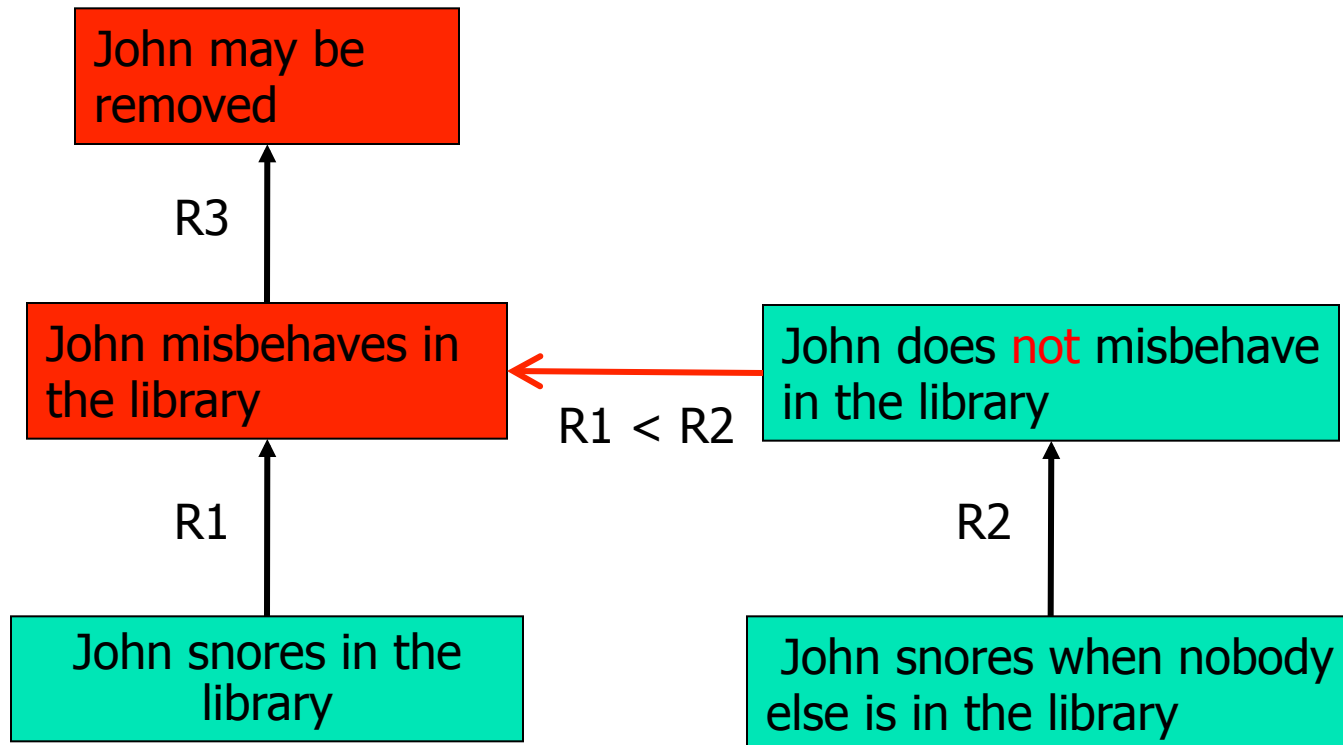 John may be
removed
R3
John misbehaves in
the library
R1 < R2
John does not misbehave
in the library
R1
R2
John snores in the
library
John snores when nobody
else is in the library